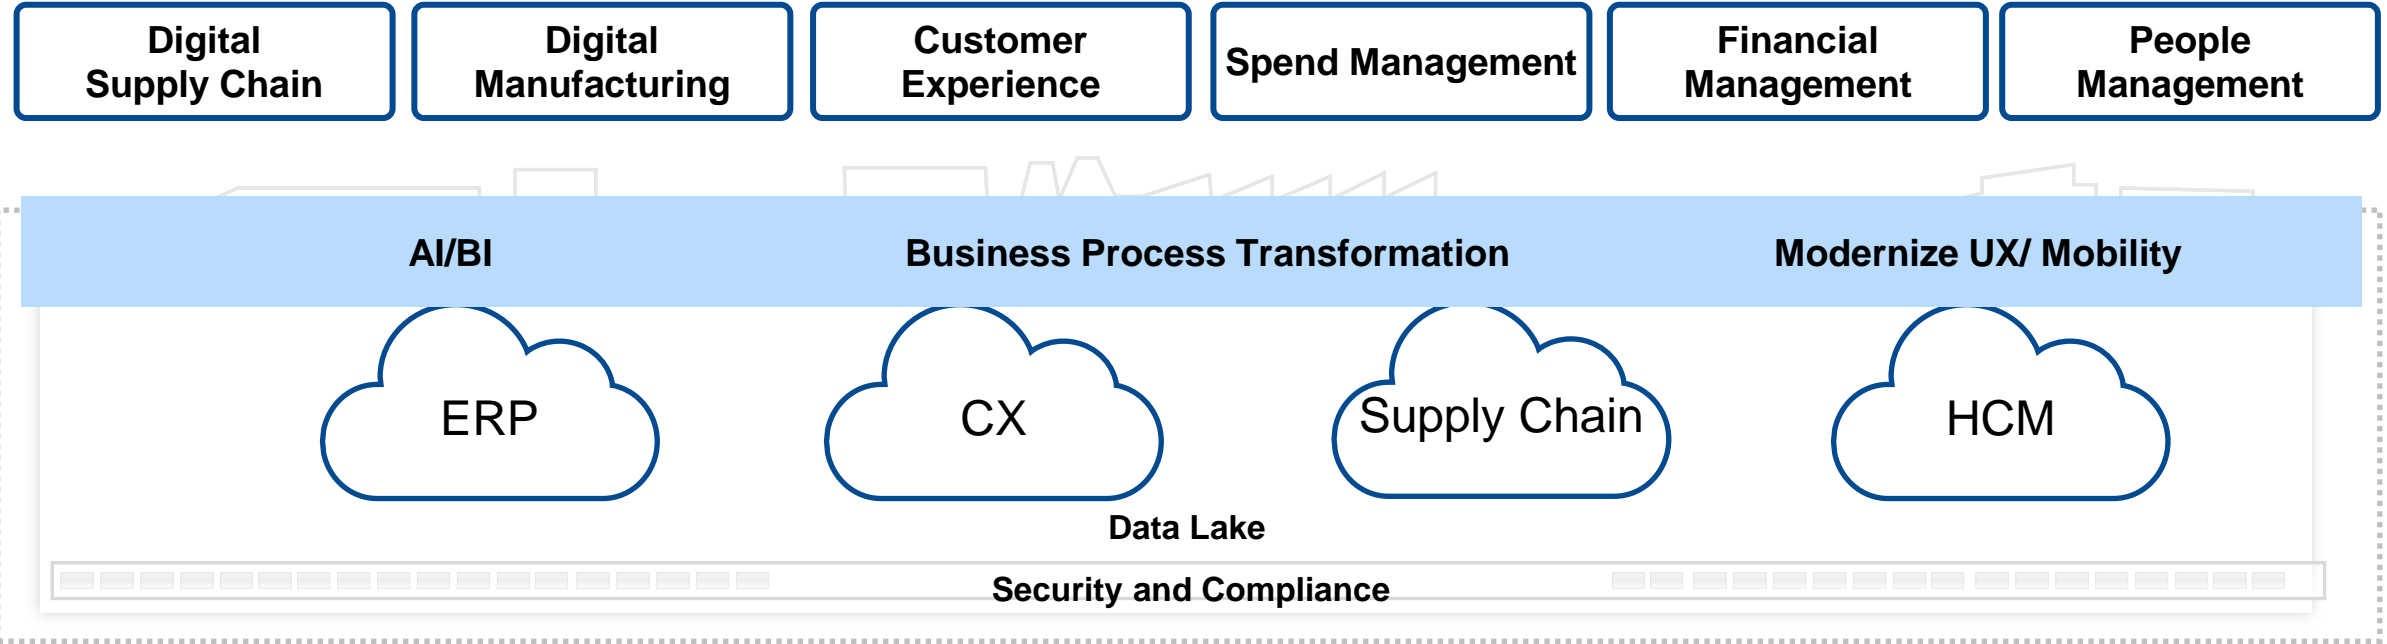 Digital
Supply Chain
Digital
Manufacturing
Customer
Experience
Spend Management
Financial
Management
People
Management
AI/BI
Business Process Transformation
Modernize UX/ Mobility
ERP
CX
Supply Chain
HCM
Data Lake
Security and Compliance